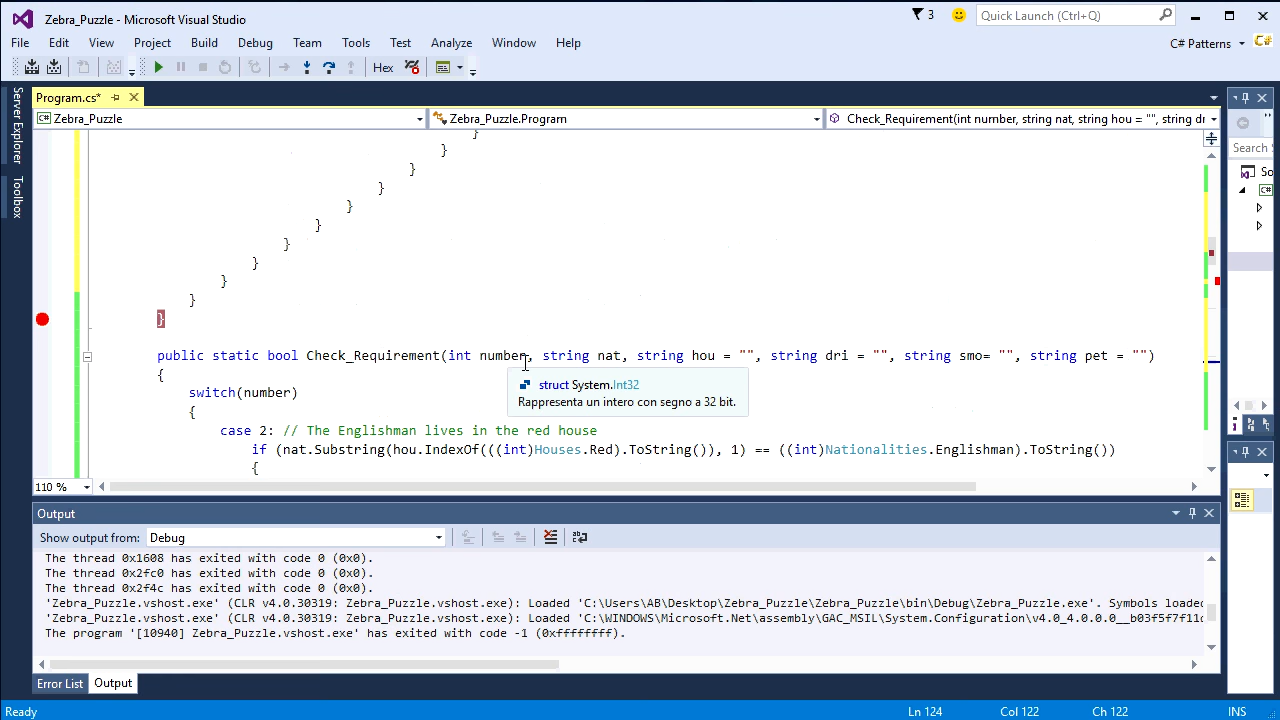 Zebra_Puzzle - Microsoft Visual Studio
3
Quick Launch (Ctrl+Q)
File Edit View Project Build Debug Team Tools Test Analyze Window Help
C# Patterns
Hex
Server Explorer
Toolbox
Program.cs*
Zebra_Puzzle
Zebra_Puzzle.Program
Check_Requirement(int number, string nat, string hou = "", string dr
Search
So
}
}
}
}
}
}
}
}
}
}
}
public static bool Check_Requirement(int number, string nat, string hou = "", string dri = "", string smo= "", string pet = "")
{
struct System.Int32
Rappresenta un intero con segno a 32 bit.
switch(number)
{
case 2: // The Englishman lives in the red house
if (nat.Substring(hou.IndexOf(((int)Houses.Red).ToString()), 1) == ((int)Nationalities.Englishman).ToString())
{
110 %
Output
Show output from: Debug
The thread 0x1608 has exited with code 0 (0x0).
The thread 0x2fc0 has exited with code 0 (0x0).
The thread 0x2f4c has exited with code 0 (0x0).
'Zebra_Puzzle.vshost.exe' (CLR v4.0.30319: Zebra_Puzzle.vshost.exe): Loaded 'C:\Users\AB\Desktop\Zebra_Puzzle\Zebra_Puzzle\bin\Debug\Zebra_Puzzle.exe'. Symbols loaded
'Zebra_Puzzle.vshost.exe' (CLR v4.0.30319: Zebra_Puzzle.vshost.exe): Loaded 'C:\WINDOWS\Microsoft.Net\assembly\GAC_MSIL\System.Configuration\v4.0_4.0.0.0__b03f5f7f11d
The program '[10940] Zebra_Puzzle.vshost.exe' has exited with code -1 (0xffffffff).
Error List
Output
Ready
Ln 124
Col 122
Ch 122
INS